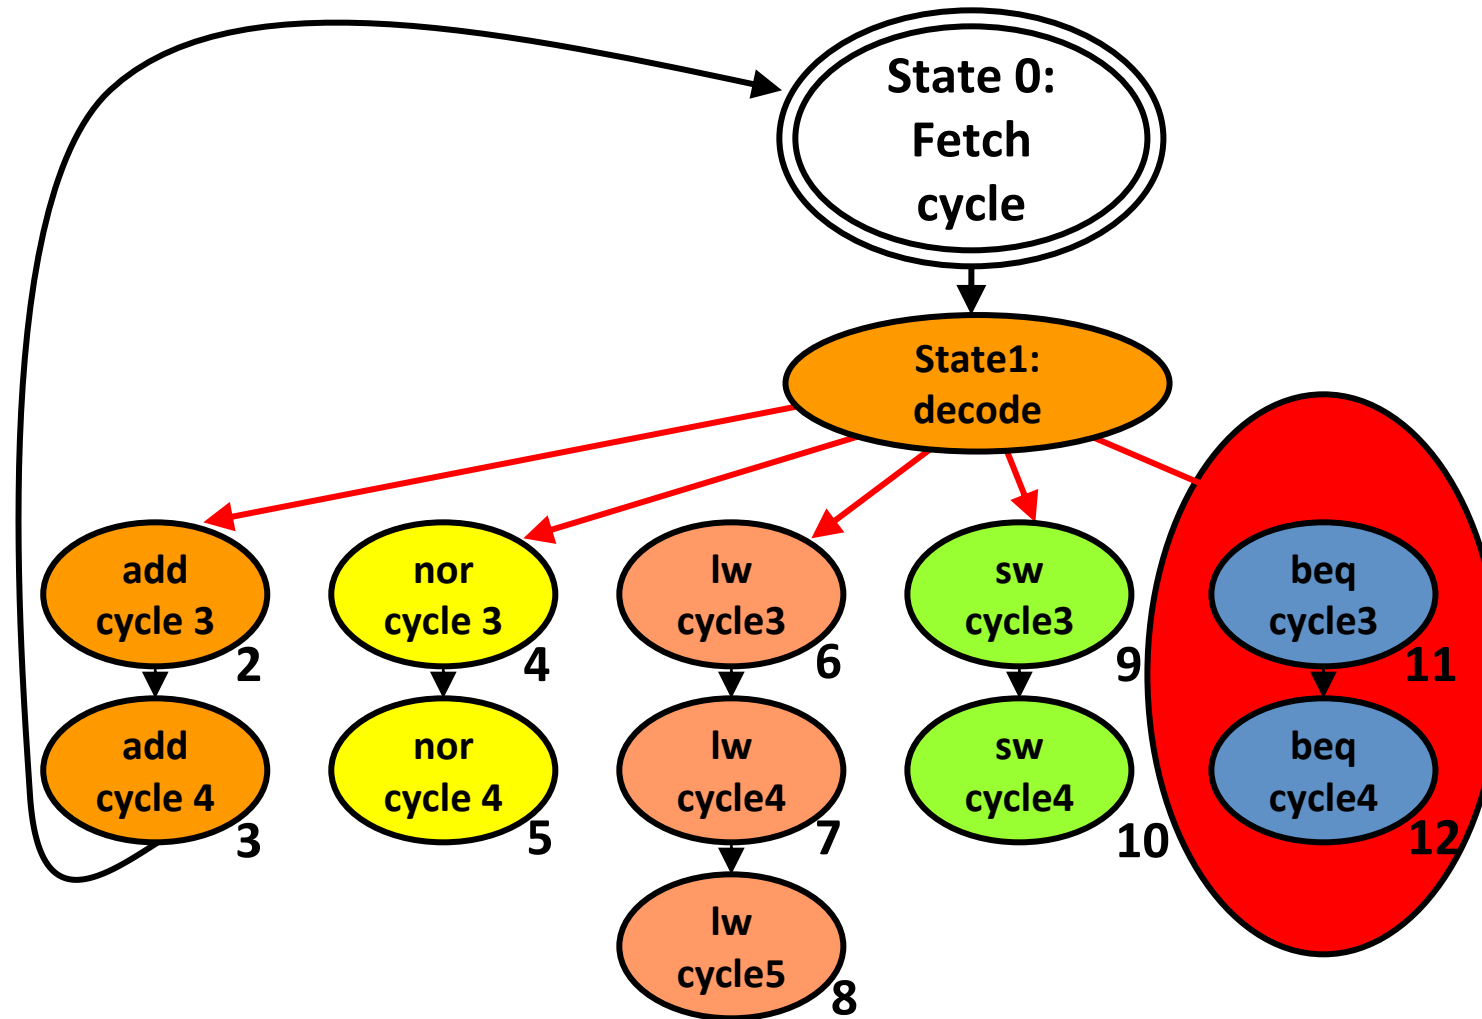 State 0:
Fetch
cycle
State1:
decode
add
cycle 3
2
nor
cycle 3
4
lw
cycle3
6
sw
cycle3
9
beq
cycle3
11
add
cycle 4
3
nor
cycle 4
5
lw
cycle4
7
sw
cycle4
10
beq
cycle4
12
lw
cycle5
8